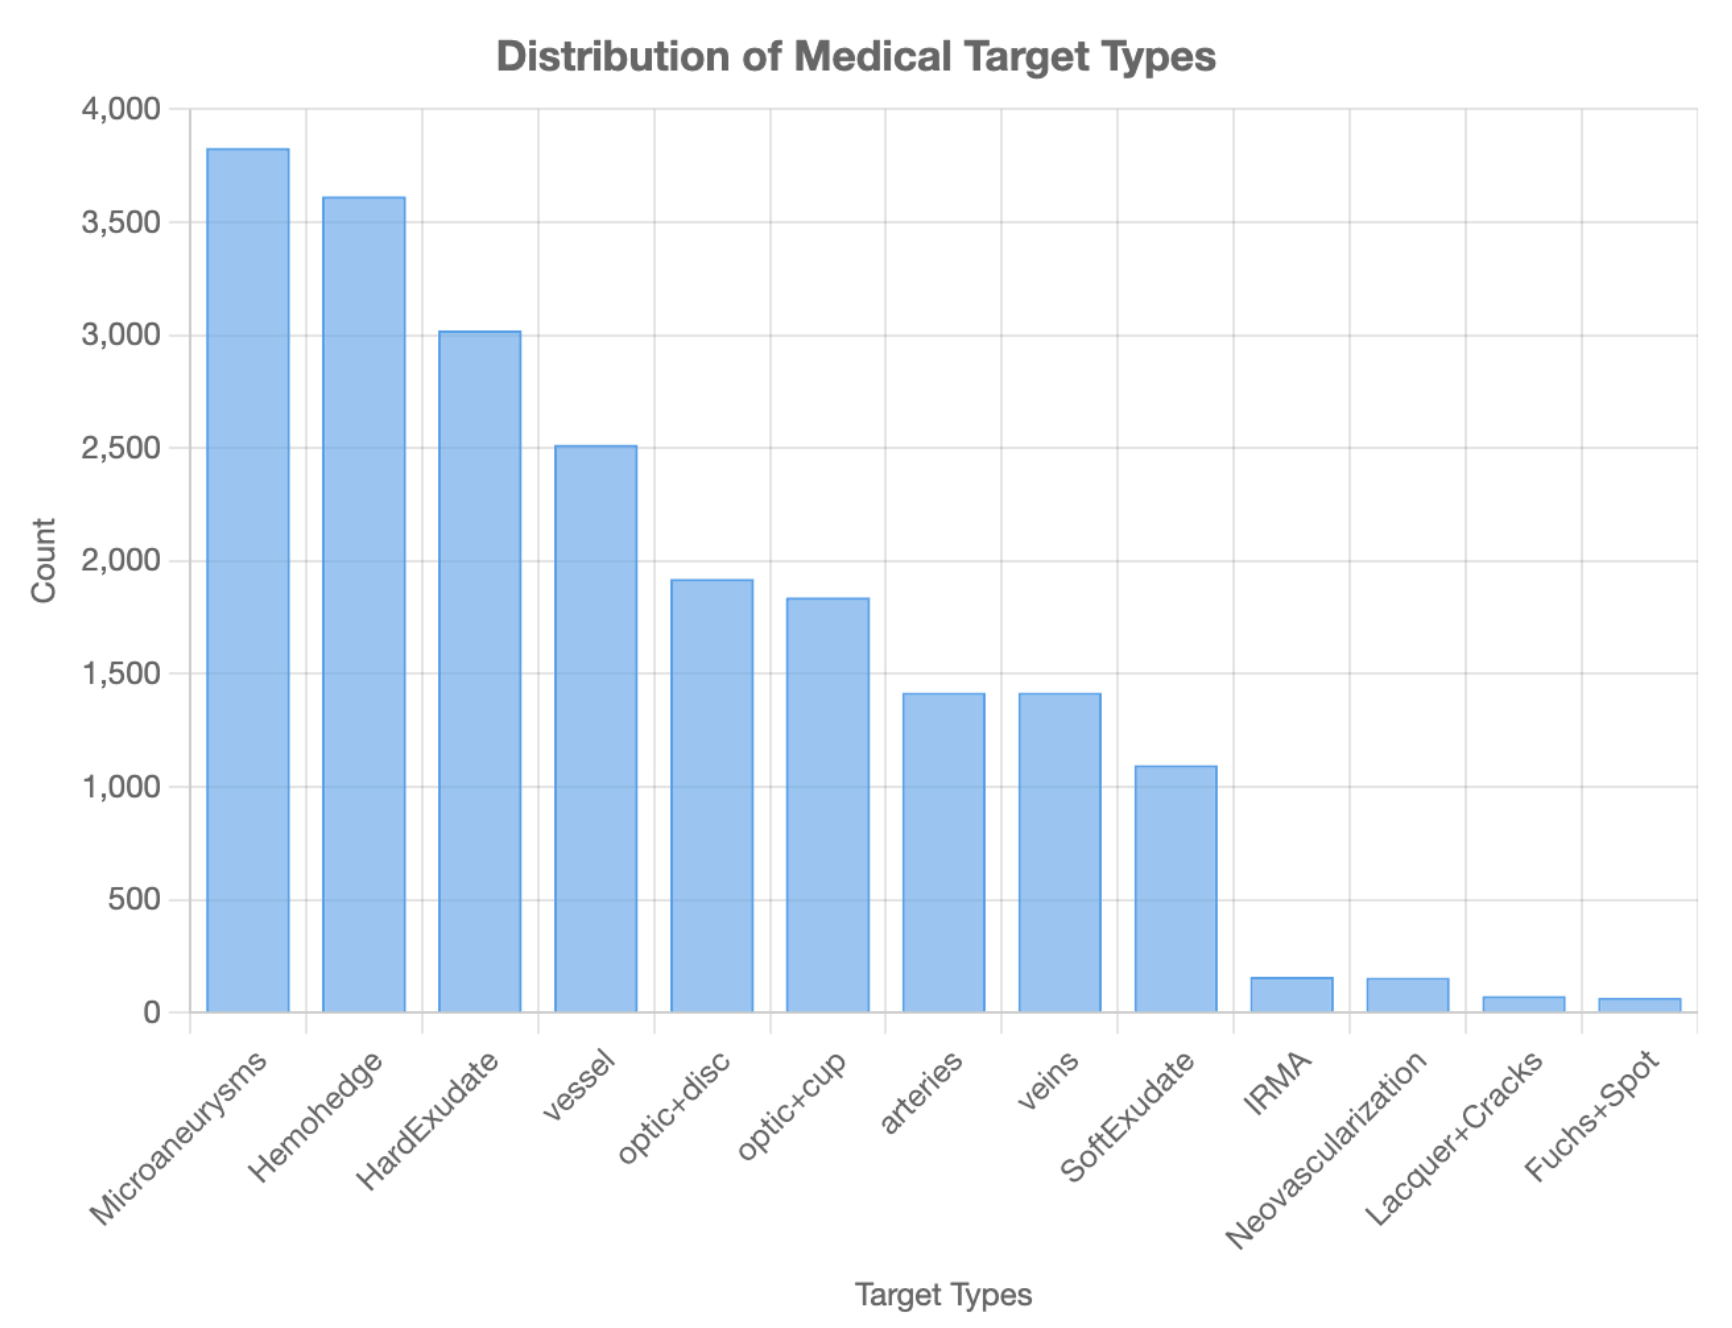 Distribution of Medical Target Types
4,000
3,500
3,000
2,500
2,000
1,500
1,000
500
0
Count
Microaneurysms
Hemohedge
HardExudate
vessel
optic+disc
optic+cup
arteries
veins
SoftExudate
IRMA
Neovascularization
Lacquer+Cracks
Fuchs+Spot
Target Types